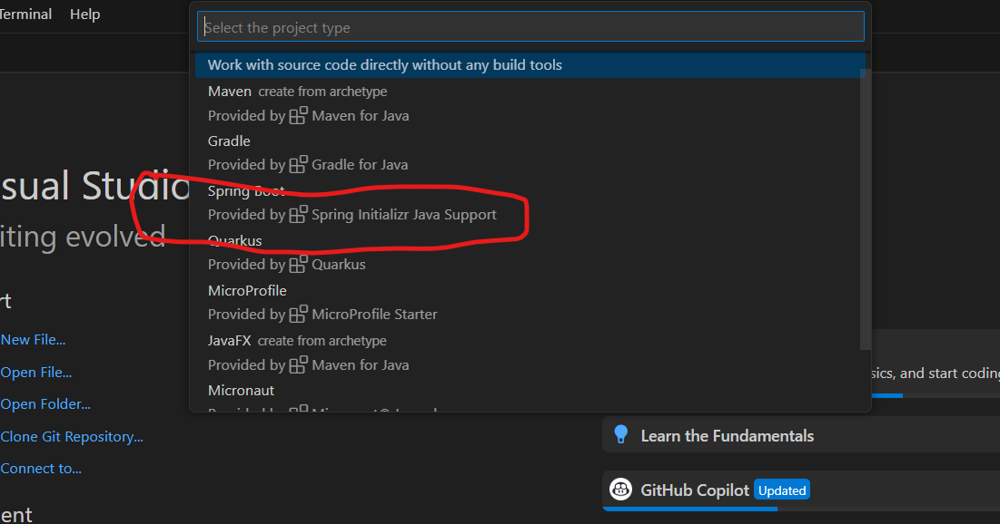 Terminal Help
Select the project type
Work with source code directly without any build tools
Maven create from archetype
Provided by Maven for Java
Gradle
Provided by Gradle for Java
Spring Boot
Provided by Spring Initializr Java Support
Quarkus
Provided by Quarkus
MicroProfile
Provided by MicroProfile Starter
JavaFX create from archetype
Provided by Maven for Java
Micronaut
sual Studio
iting evolved
rt
New File...
Open File...
Open Folder...
Clone Git Repository...
Connect to...
ent
sics, and start coding
Learn the Fundamentals
GitHub Copilot Updated